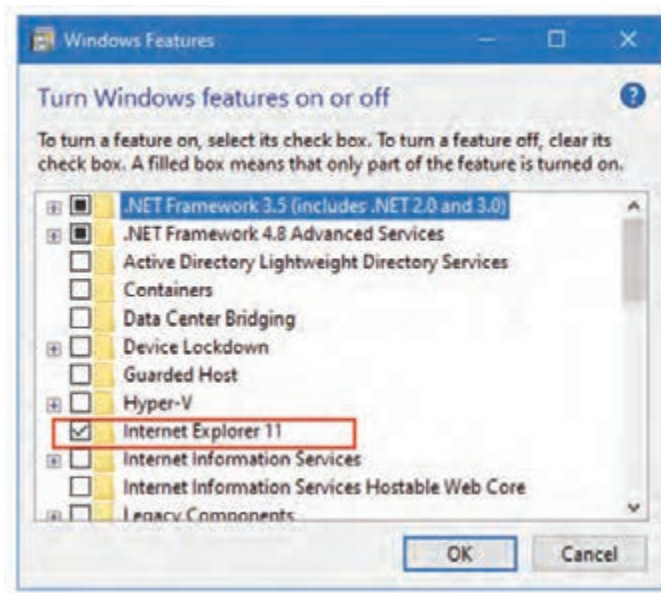 Windows Features
Turn Windows features on or off
To turn a feature on, select its check box. To turn a feature off, clear its
check box. A filled box means that only part of the feature is turned on.
.NET Framework 3.5 (includes .NET 2.0 and 3.0)
.NET Framework 4.8 Advanced Services
Active Directory Lightweight Directory Services
Containers
Data Center Bridging
Device Lockdown
Guarded Host
Hyper-V
Internet Explorer 11
Internet Information Services
Internet Information Services Hostable Web Core
Legacy Components
OK Cancel